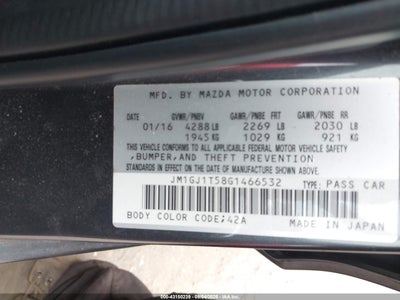 MFD. BY MAZDA MOTOR CORPORATION
DATE GVWR/PNBV GAWR/PNBE FRT GAWR/PNBE RR
01/16 4288 LB 2269 LB 2030 LB
1945 KG 1029 KG 921 KG
THIS VEHICLE CONFORMS TO ALL APPLICABLE FEDERAL MOTOR VEHICLE SAFETY
, BUMPER, AND THEFT PREVENTION
STANDARDS IN EFFECT ON THE DATE OF MANUFACTURE SHOWN ABOVE.
JM1GJ1T58G1466532 TYPE: PASS CAR
BODY COLOR CODE:42A MADE IN JAPAN